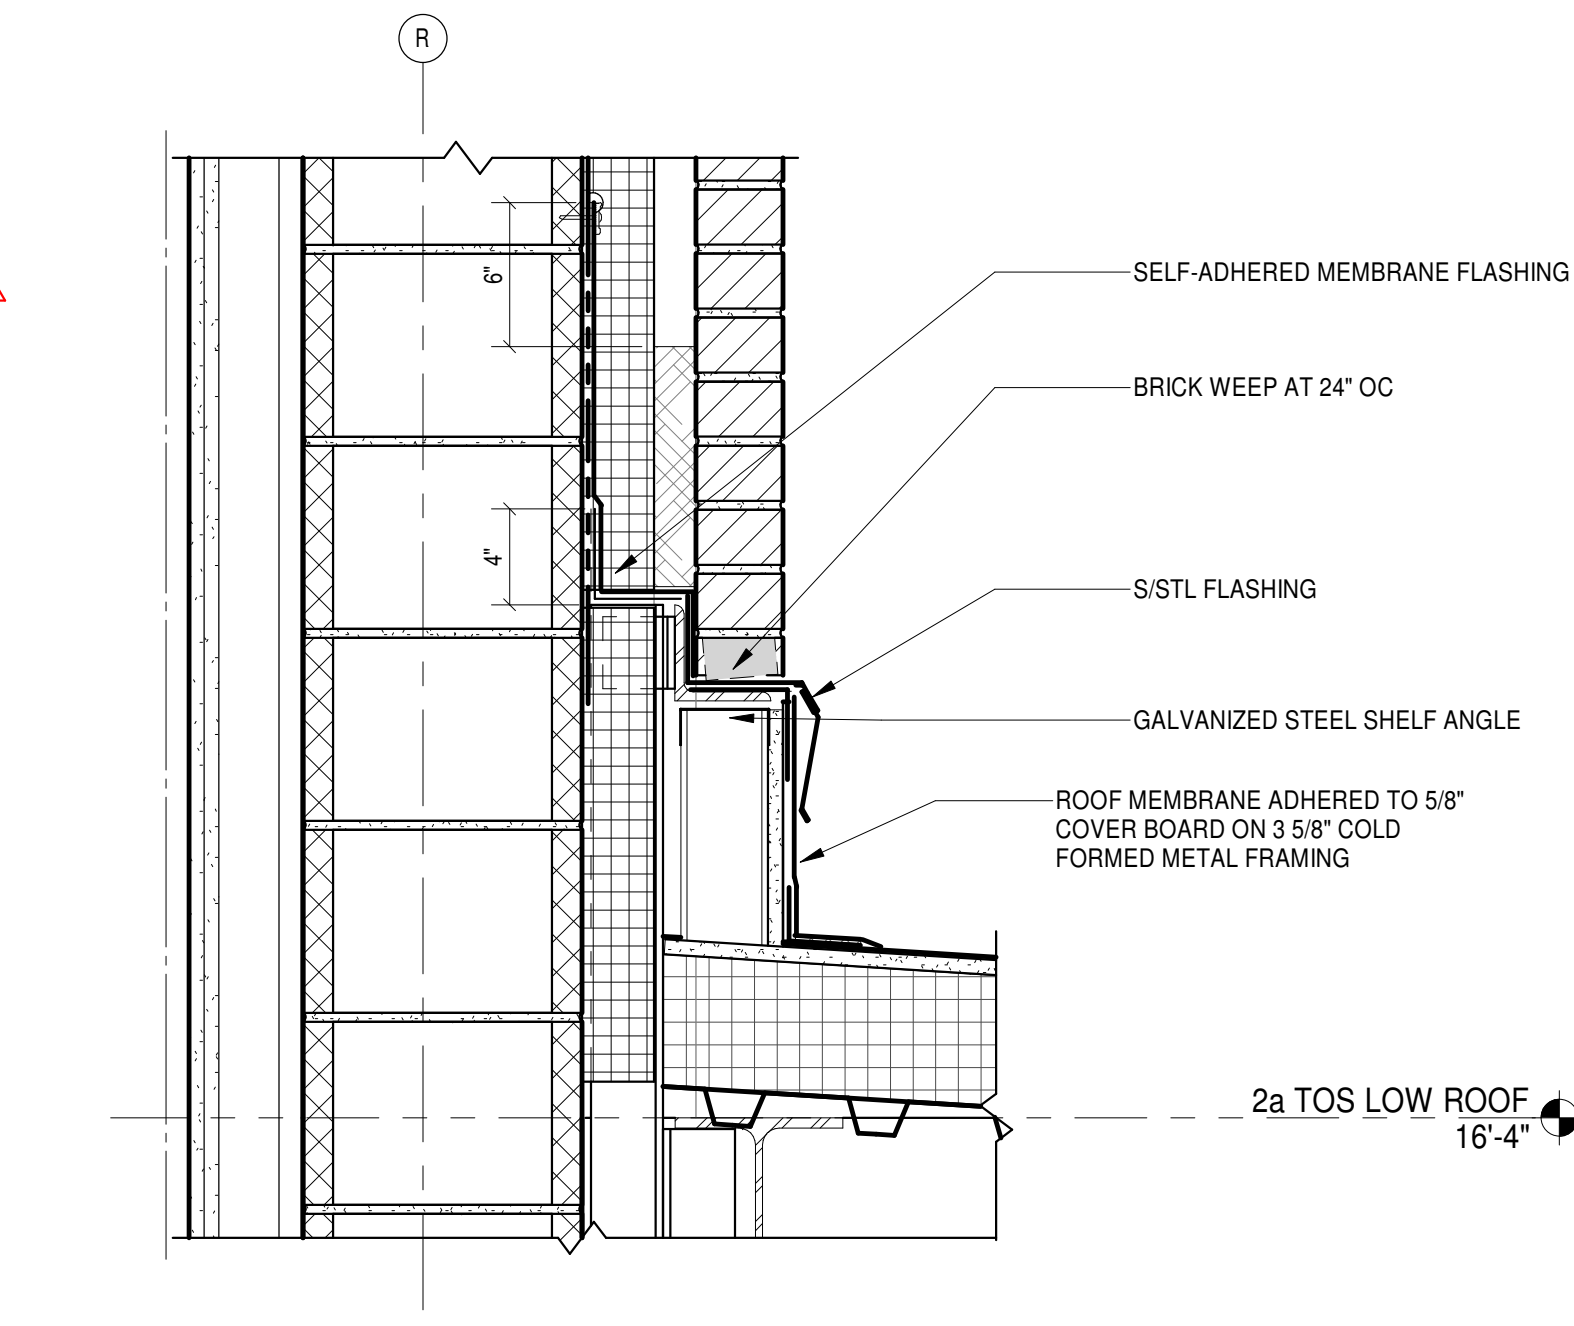 R
6"
4"
SELF-ADHERED MEMBRANE FLASHING
BRICK WEEP AT 24" OC
S/STL FLASHING
GALVANIZED STEEL SHELF ANGLE
ROOF MEMBRANE ADHERED TO 5/8"
COVER BOARD ON 3 5/8" COLD
FORMED METAL FRAMING
2a TOS LOW ROOF
16'-4"